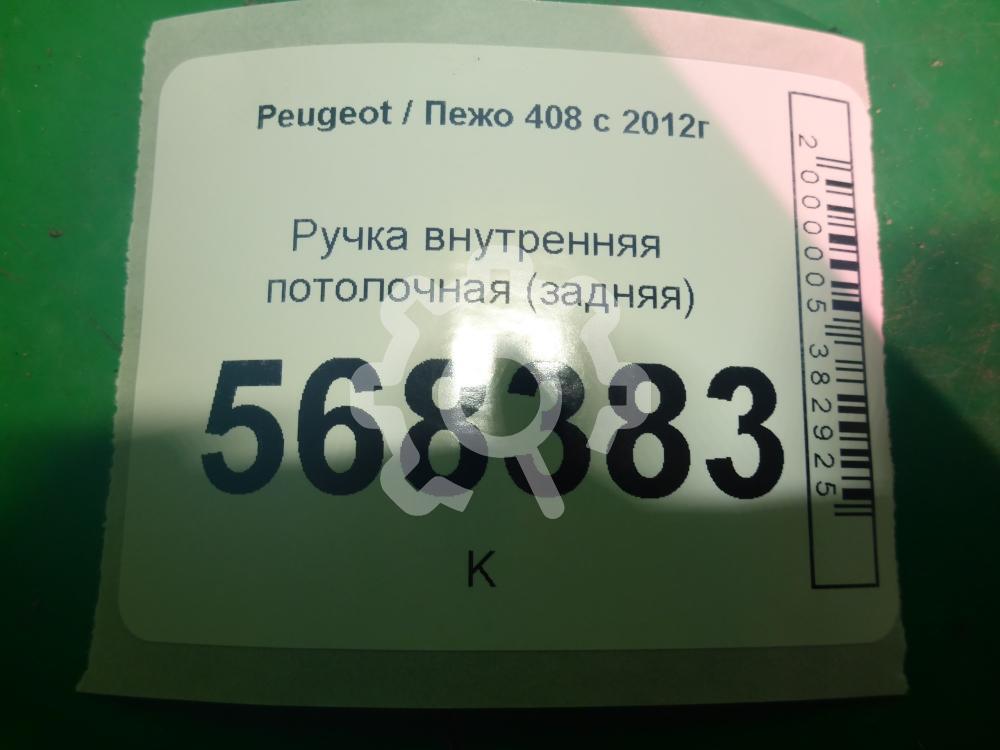 Peugeot / Пежо 408 с 2012г
Ручка внутренняя
потолочная (задняя)
568383
К
2000005382925